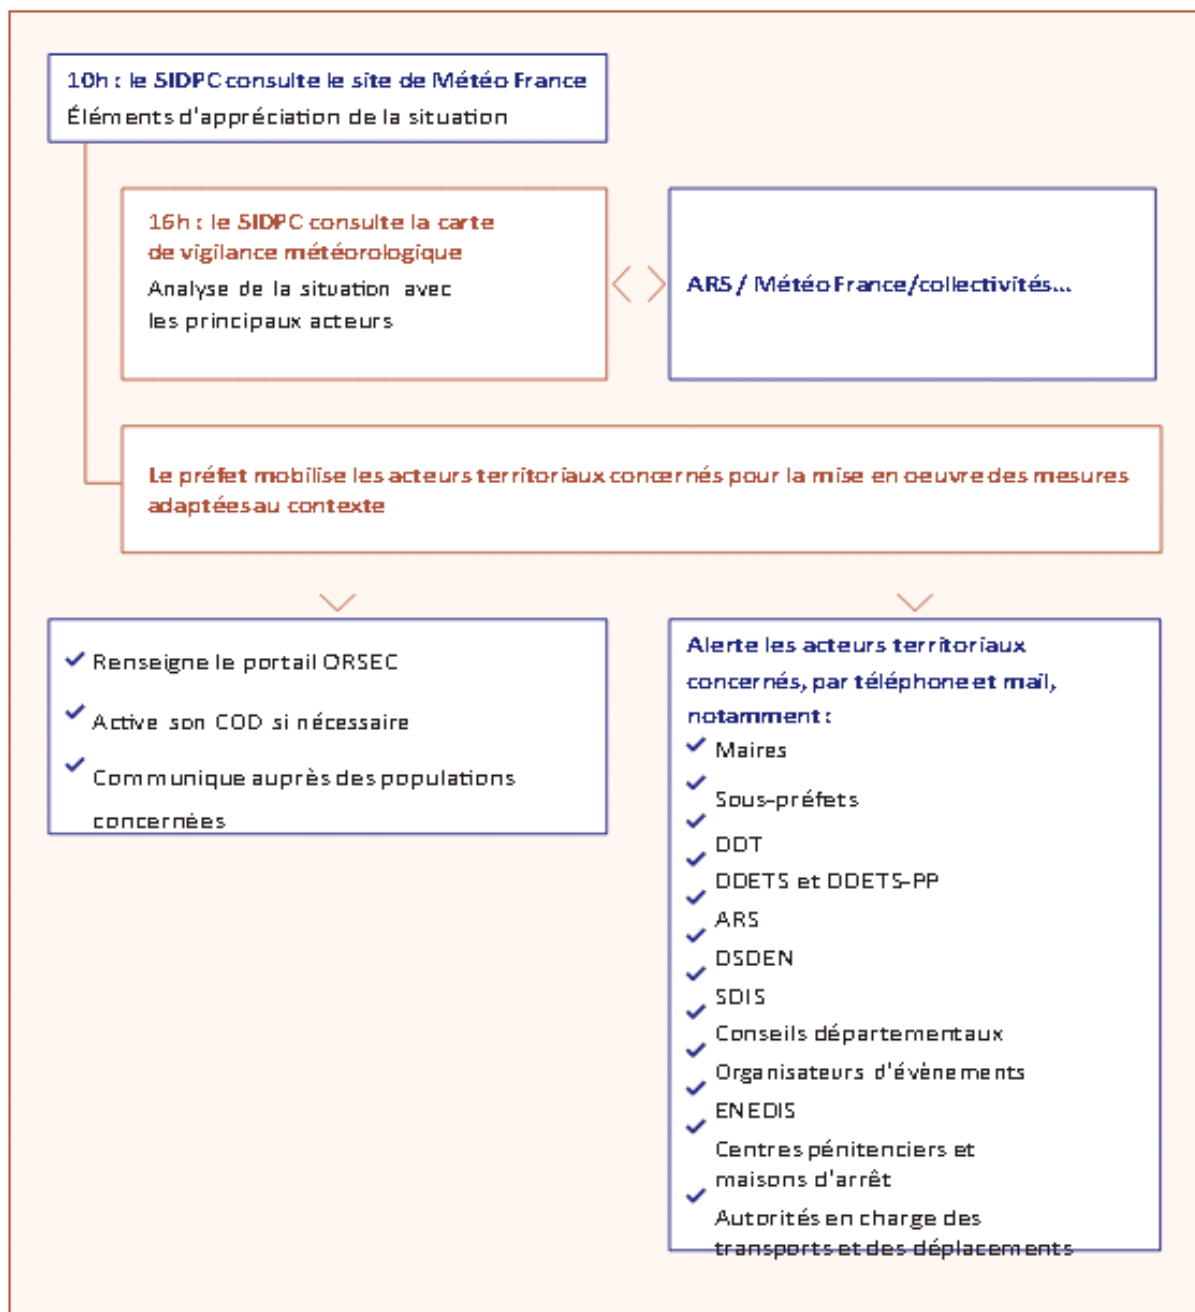 10h : le SIDPC consulte le site de Météo France
Éléments d'appréciation de la situation
16h : le SIDPC consulte la carte
de vigilance météorologique
Analyse de la situation avec
les principaux acteurs
ARS / Météo France/collectivités...
Le préfet mobilise les acteurs territoriaux concernés pour la mise en oeuvre des mesures
adaptées au contexte
Renseigne le portail ORSEC
Active son COD si nécessaire
Communique auprès des populations
concernées
Alerte les acteurs territoriaux
concernés, par téléphone et mail,
notamment :
Maires
Sous-préfets
DDT
DDETS et DDETS-PP
ARS
DSDEN
SDIS
Conseils départementaux
Organisateurs d'évènements
ENEDIS
Centres pénitenciers et
maisons d'arrêt
Autorités en charge des
transports et des déplacements